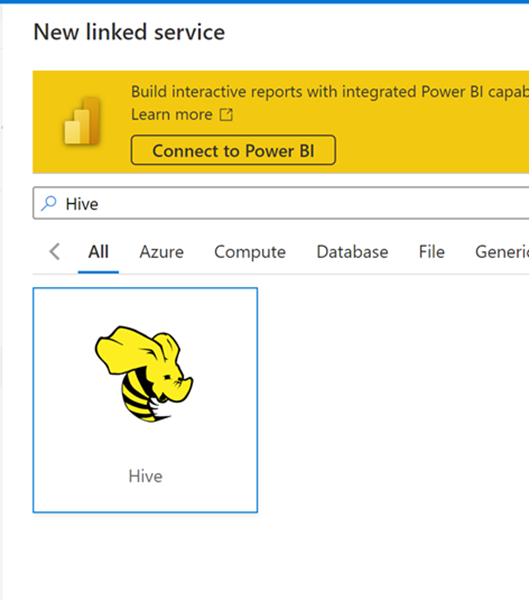 New linked service
Build interactive reports with integrated Power BI capab
Learn more
Connect to Power BI
Hive
All Azure Compute Database File Generic
Hive